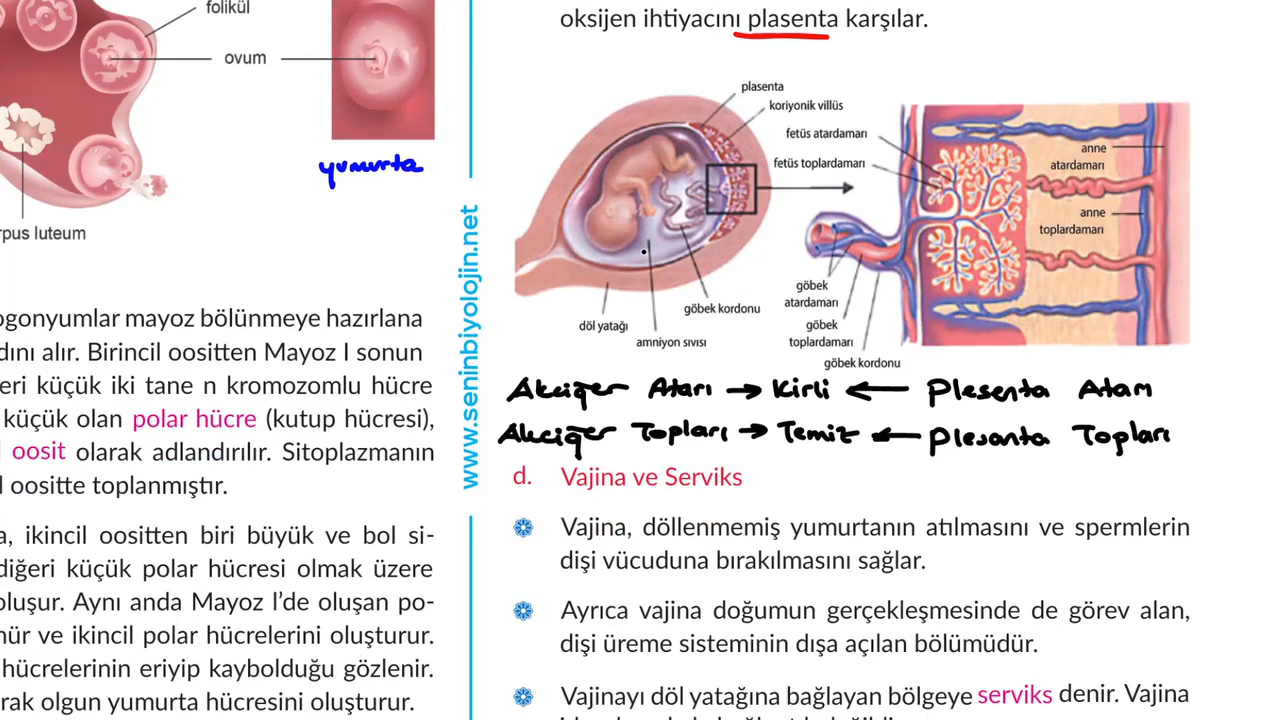 folikül
ovum
yumurta
rpus luteum
ogonyumlar mayoz bölünmeye hazırlana
dını alır. Birincil oositten Mayoz I sonun
eri küçük iki tane n kromozomlu hücre
küçük olan polar hücre (kutup hücresi),
oosit olarak adlandırılır. Sitoplazmanın
oositte toplanmıştır.
a, ikincil oositten biri büyük ve bol si-
diğeri küçük polar hücresi olmak üzere
oluşur. Aynı anda Mayoz I’de oluşan po-
nür ve ikincil polar hücrelerini oluşturur.
hücrelerinin eriyip kaybolduğu gözlenir.
rak olgun yumurta hücresini oluşturur.
www.seninbiyolojin.net
oksijen ihtiyacını plasenta karşılar.
plasenta
koriyonik villüs
fetüs atardamarı
fetüs toplardamarı
anne
atardamarı
anne
toplardamarı
göbek
atardamarı
göbek
toplardamarı
göbek kordonu
göbek kordonu
döl yatağı
amniyon sıvısı
Akciğer Atarı → Kirli ← Plesenta Atarı
Akciğer Topları → Temiz ← Plesanta Topları
d. Vajina ve Serviks
Vajina, döllenmemiş yumurtanın atılmasını ve spermlerin
dişi vücuduna bırakılmasını sağlar.
Ayrıca vajina doğumun gerçekleşmesinde de görev alan,
dişi üreme sisteminin dışa açılan bölümüdür.
Vajinayı döl yatağına bağlayan bölgeye serviks denir. Vajina